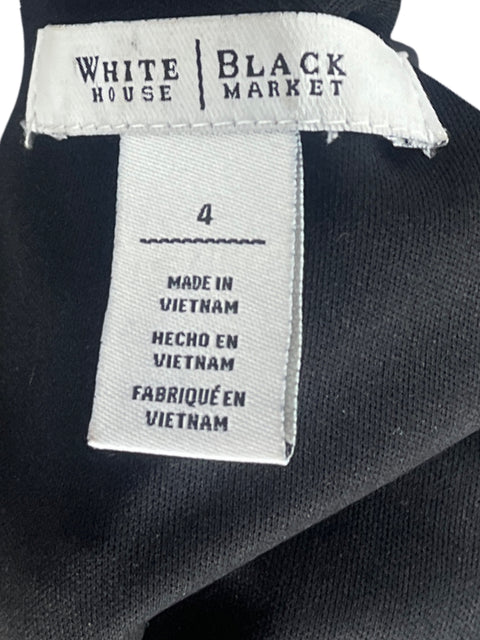 WHITE | BLACK
HOUSE | MARKET
4
MADE IN
VIETNAM
HECHO EN
VIETNAM
FABRIQUÉ EN
VIETNAM